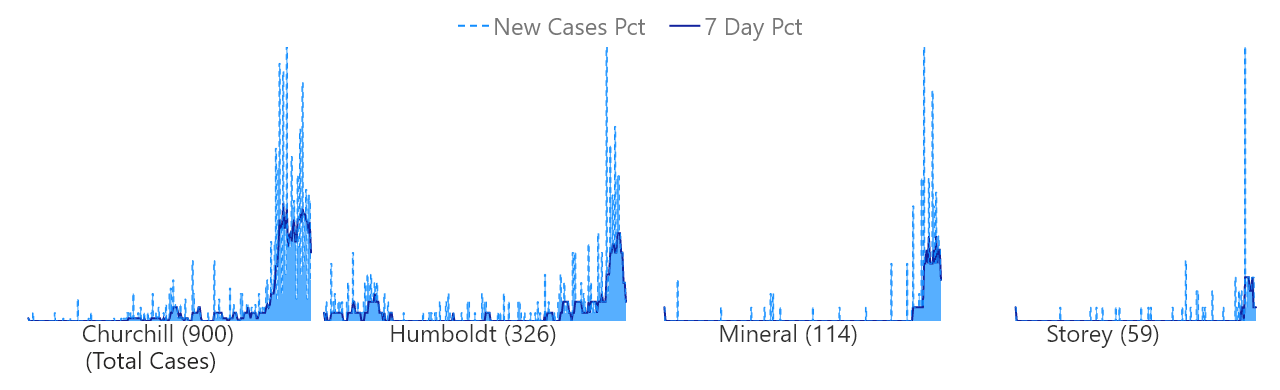 New Cases Pct 7 Day Pct
Churchill (900) Humboldt (326) Mineral (114) Storey (59)
(Total Cases)